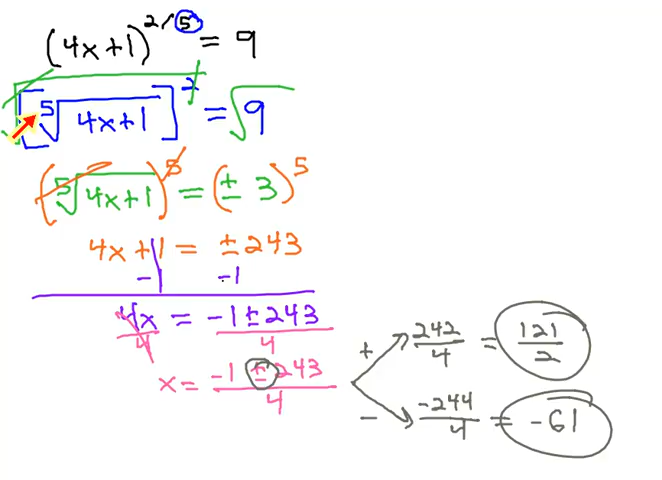 (4x+1)^{2/5} = 9
[⁵√(4x+1)]² = √9
(⁵√(4x+1))⁵ = (± 3)⁵
4x+1 = ±243
-1 -1
4x = -1 ± 243
4 4
x = -1 ± 243
4
+ 242/4 = 121/2
- -244/4 = -61